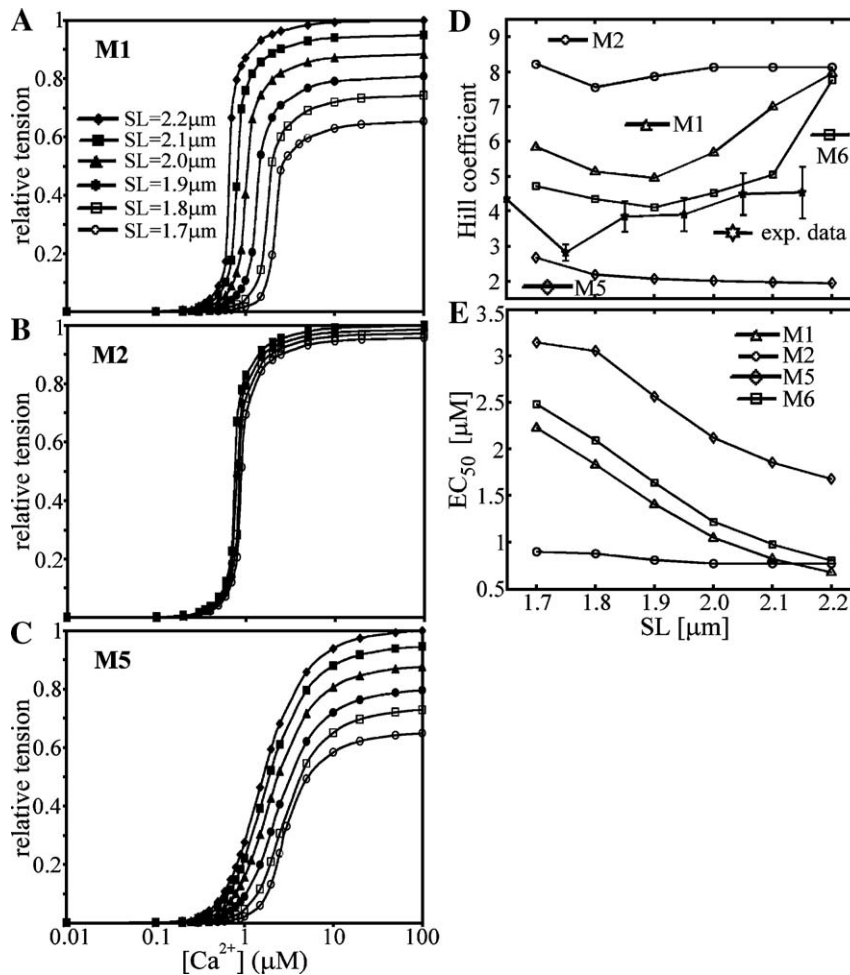 A
M1
1
0.8
0.6
0.4
0.2
relative tension
SL=2.2μm
SL=2.1μm
SL=2.0μm
SL=1.9μm
SL=1.8μm
SL=1.7μm
B
M2
1
0.8
0.6
0.4
0.2
relative tension
C
M5
1
0.8
0.6
0.4
0.2
relative tension
0.01
0.1
1
10
100
[Ca²⁺] (μM)
D
9
8
7
6
5
4
3
2
Hill coefficient
M2
M1
M6
exp. data
M5
E
3.5
3
2.5
2
1.5
1
0.5
EC₅₀ [μM]
M1
M2
M5
M6
1.7
1.8
1.9
2.0
2.1
2.2
SL [μm]